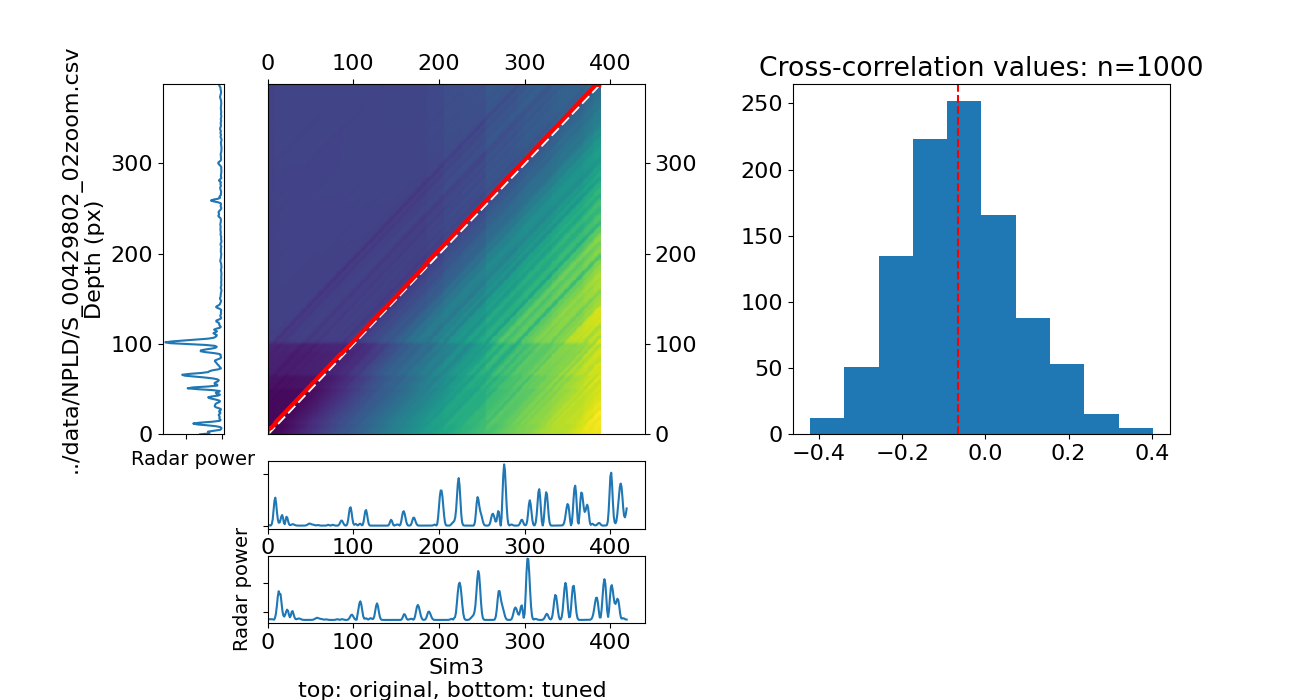 0 100 200 300 400
Cross-correlation values: n=1000
../data/NPLD/S_00429802_02zoom.csv
Depth (px)
300
200
100
0
300
200
100
0
250
200
150
100
50
0
−0.4 −0.2 0.0 0.2 0.4
Radar power
0 100 200 300 400
Radar power
0 100 200 300 400
Sim3
top: original, bottom: tuned